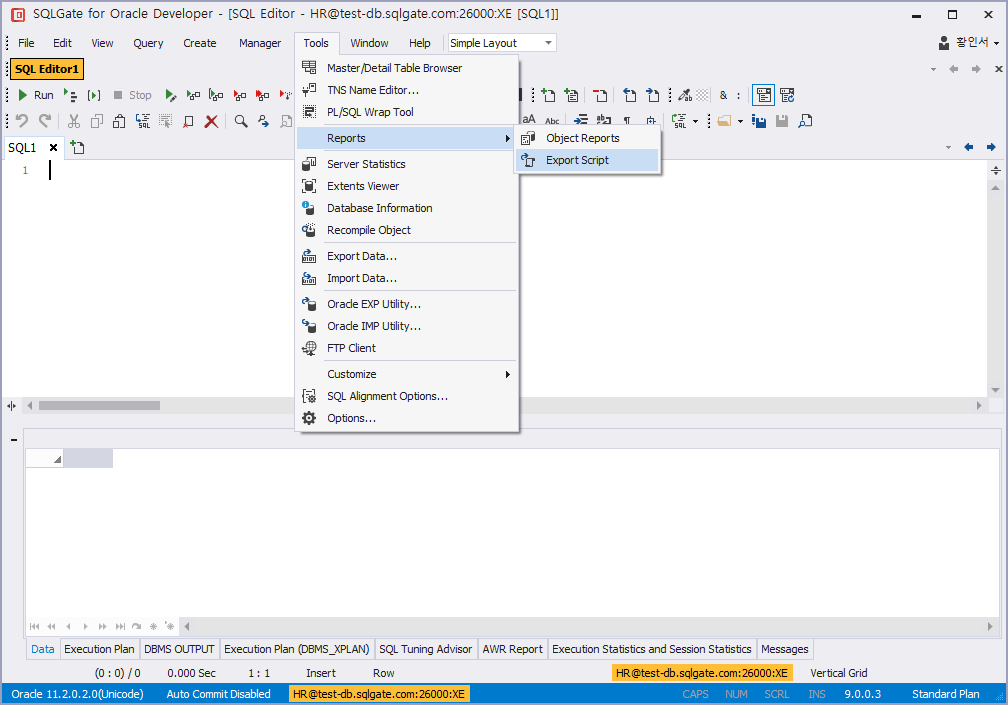 SQLGate for Oracle Developer - [SQL Editor - HR@test-db.sqlgate.com:26000:XE [SQL1]]
File Edit View Query Create Manager Tools Window Help Simple Layout 황인서
SQL Editor1
Run Stop & :
SQL aA Abc ab SQL
SQL1
1
Master/Detail Table Browser
TNS Name Editor...
PL/SQL Wrap Tool
Reports
Object Reports
Export Script
Server Statistics
Extents Viewer
Database Information
Recompile Object
Export Data...
Import Data...
Oracle EXP Utility...
Oracle IMP Utility...
FTP Client
Customize
SQL Alignment Options...
Options...
Data Execution Plan DBMS OUTPUT Execution Plan (DBMS_XPLAN) SQL Tuning Advisor AWR Report Execution Statistics and Session Statistics Messages
(0 : 0) / 0 0.000 Sec 1 : 1 Insert Row HR@test-db.sqlgate.com:26000:XE Vertical Grid
Oracle 11.2.0.2.0(Unicode) Auto Commit Disabled HR@test-db.sqlgate.com:26000:XE CAPS NUM SCRL INS 9.0.0.3 Standard Plan